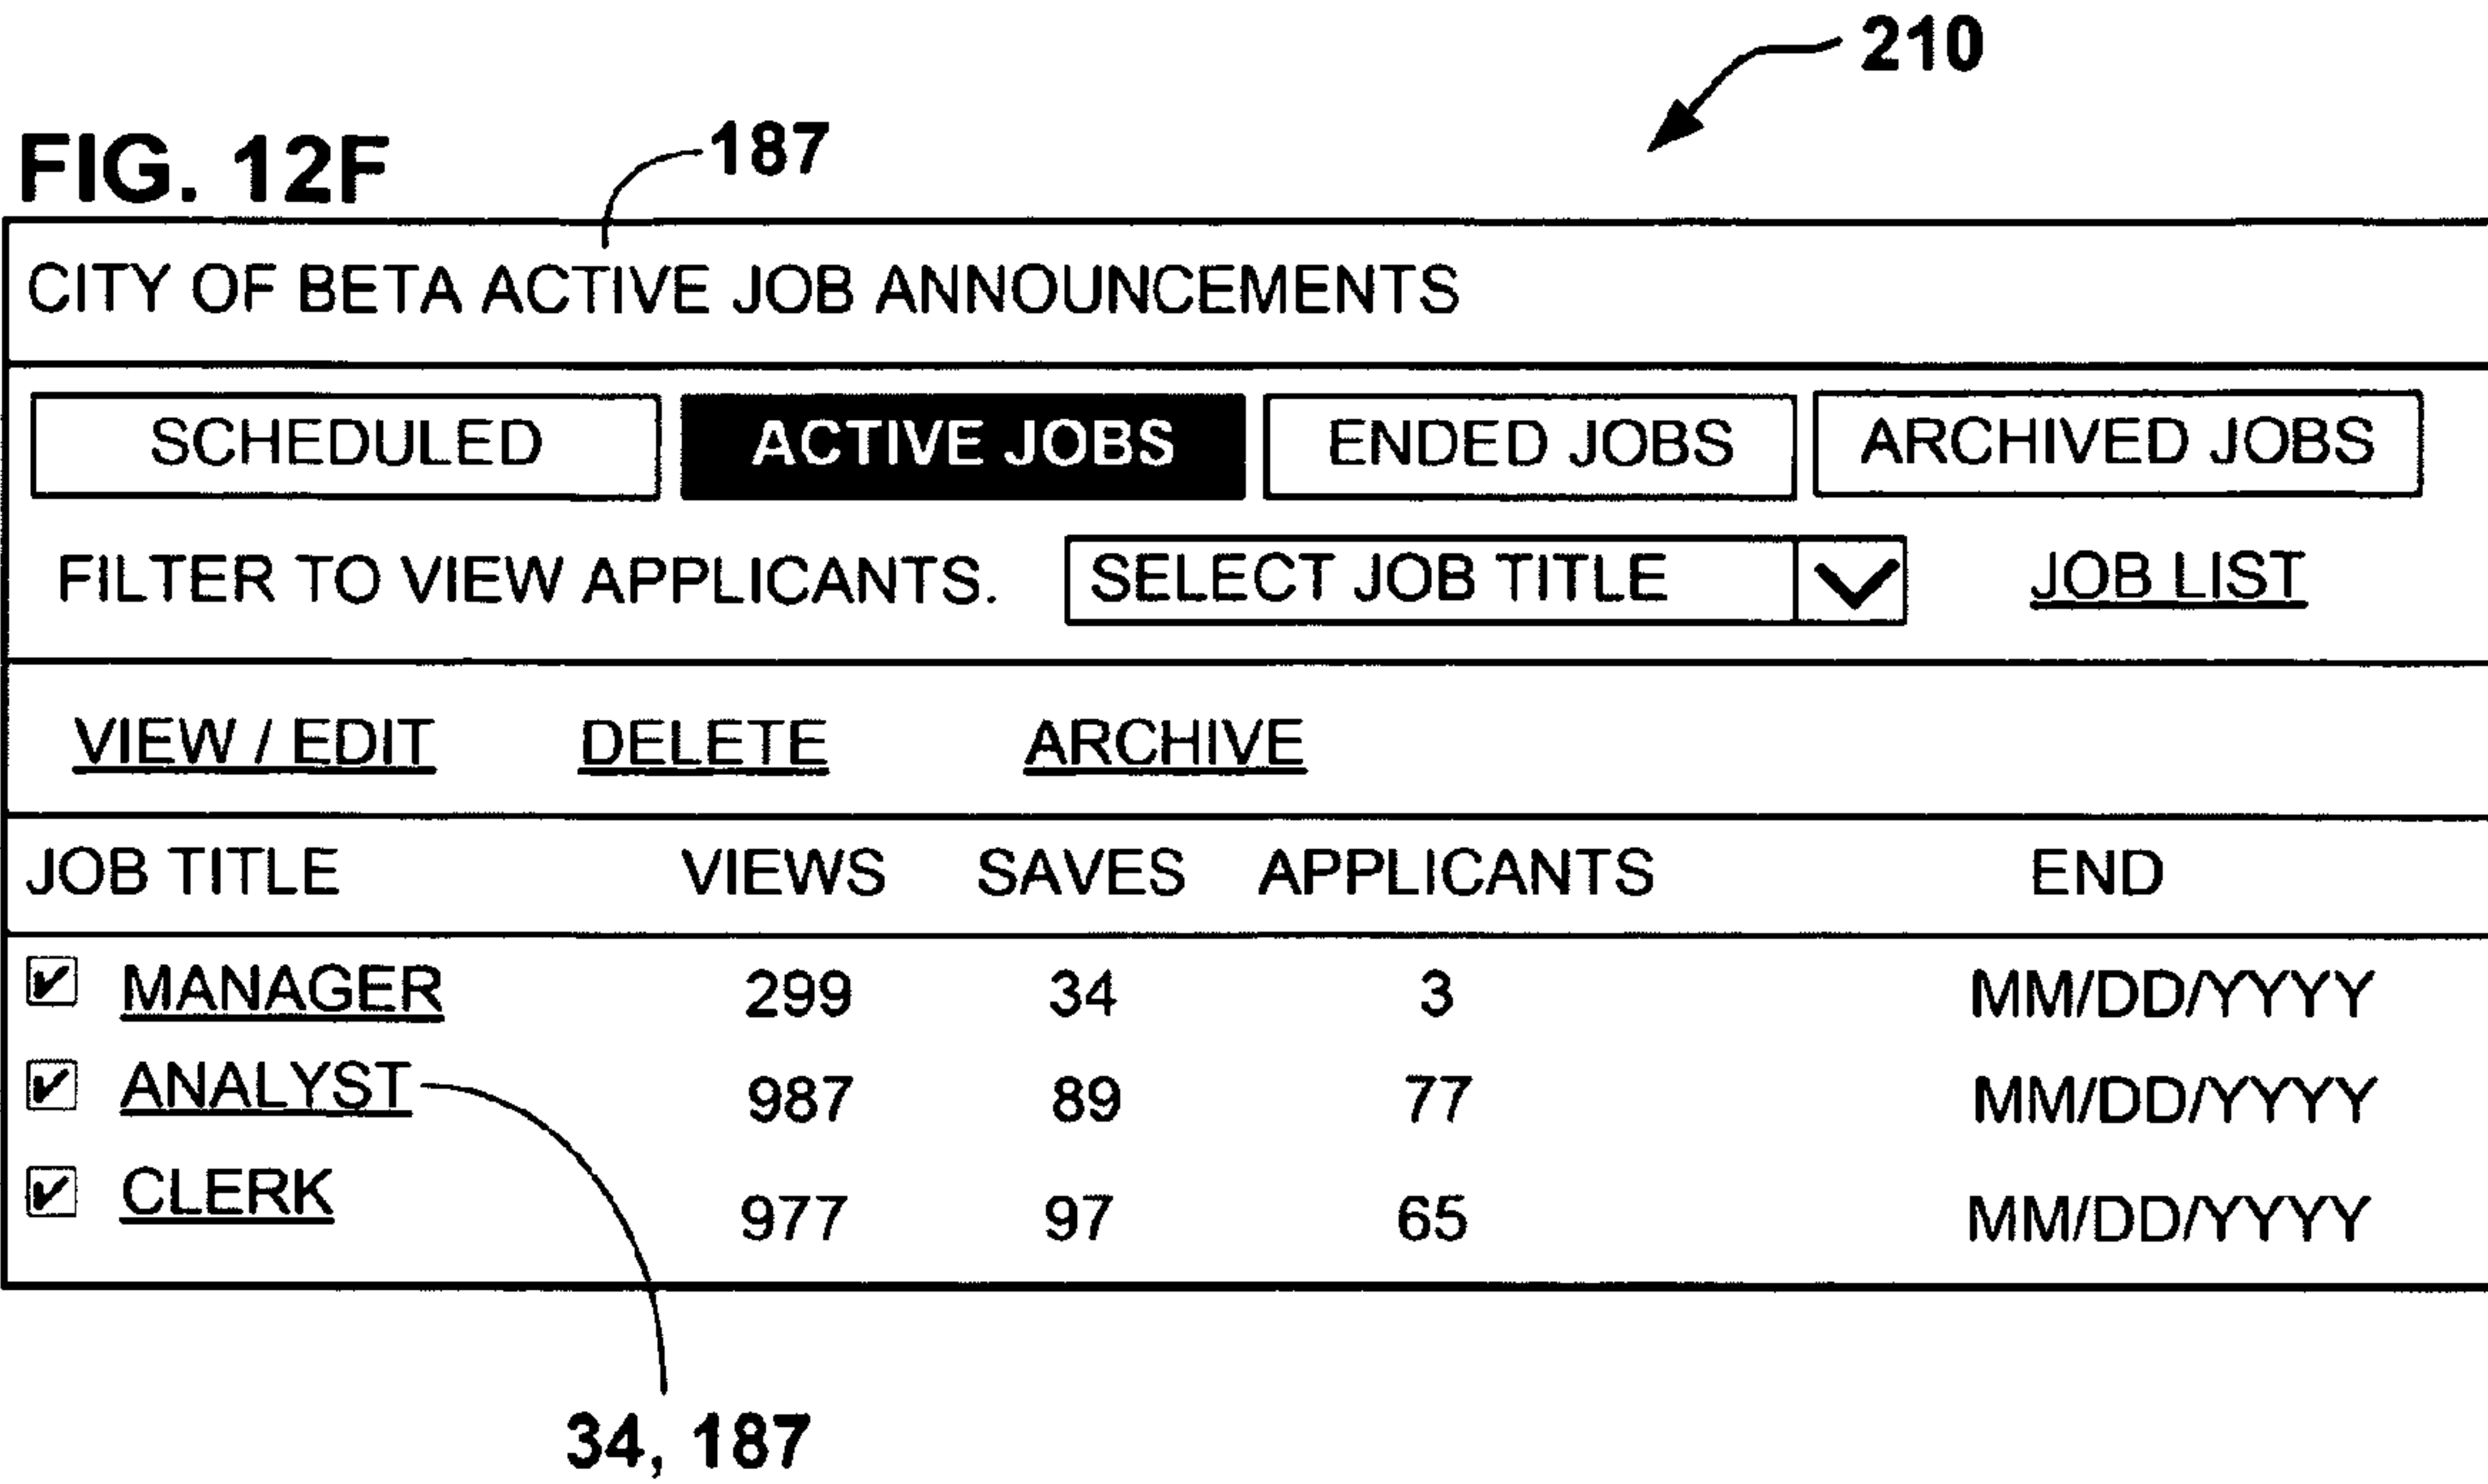 210
FIG. 12F
187
CITY OF BETA ACTIVE JOB ANNOUNCEMENTS
SCHEDULED ACTIVE JOBS ENDED JOBS ARCHIVED JOBS
FILTER TO VIEW APPLICANTS. SELECT JOB TITLE JOB LIST
VIEW / EDIT DELETE ARCHIVE
JOB TITLE VIEWS SAVES APPLICANTS END
MANAGER 299 34 3 MM/DD/YYYY
ANALYST 987 89 77 MM/DD/YYYY
CLERK 977 97 65 MM/DD/YYYY
34, 187